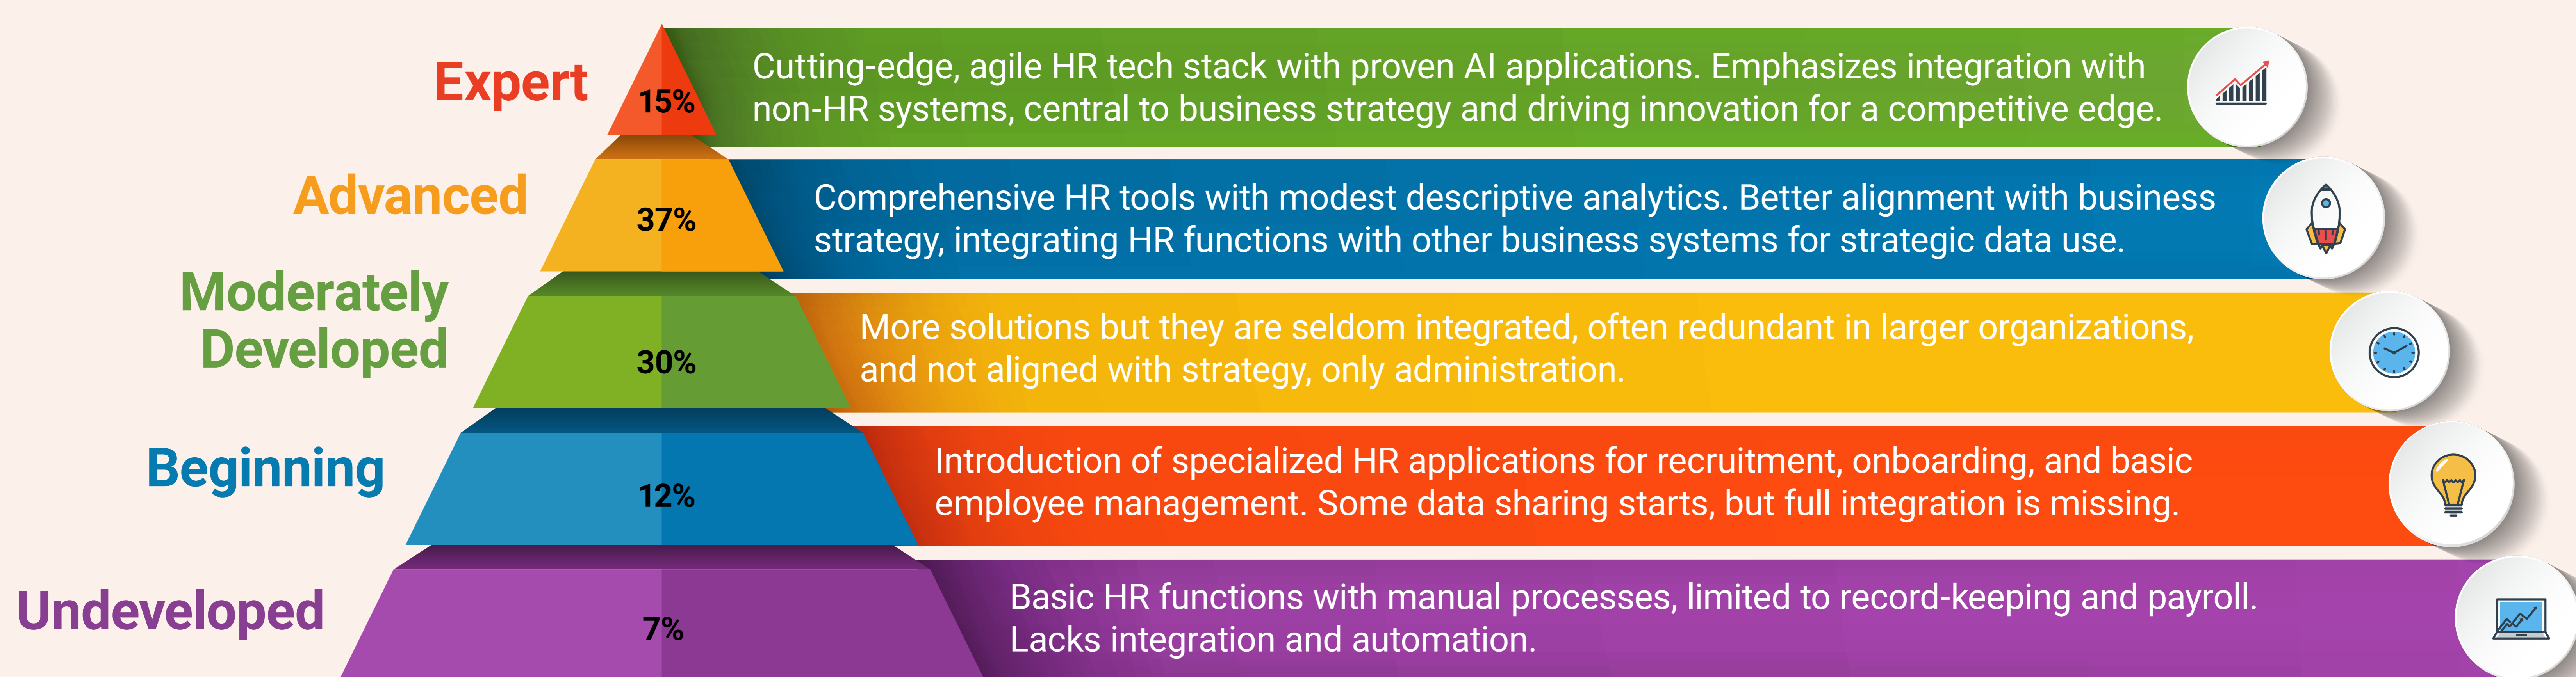 Expert
15%
Cutting-edge, agile HR tech stack with proven AI applications. Emphasizes integration with
non-HR systems, central to business strategy and driving innovation for a competitive edge.
Advanced
37%
Comprehensive HR tools with modest descriptive analytics. Better alignment with business
strategy, integrating HR functions with other business systems for strategic data use.
Moderately
Developed
30%
More solutions but they are seldom integrated, often redundant in larger organizations,
and not aligned with strategy, only administration.
Beginning
12%
Introduction of specialized HR applications for recruitment, onboarding, and basic
employee management. Some data sharing starts, but full integration is missing.
Undeveloped
7%
Basic HR functions with manual processes, limited to record-keeping and payroll.
Lacks integration and automation.